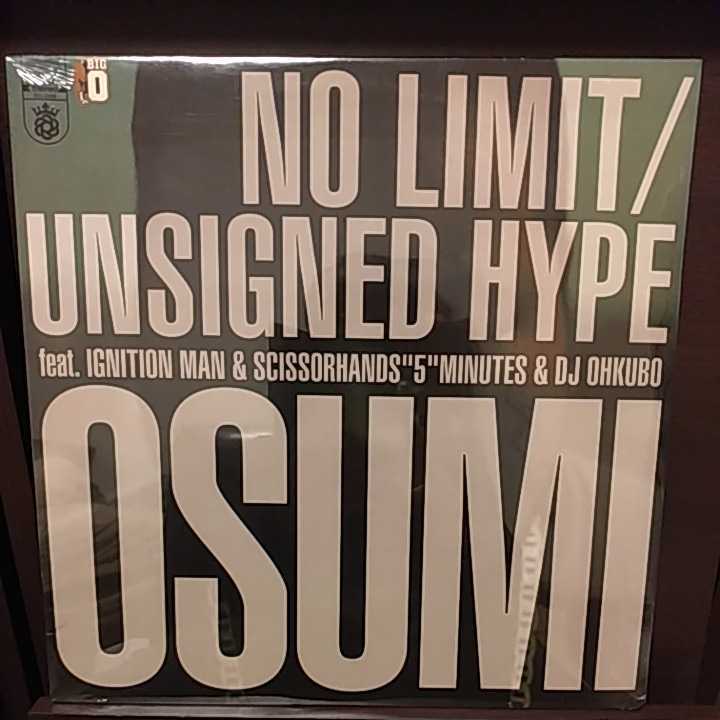 BIG
O
NO LIMIT/
UNSIGNED HYPE
feat. IGNITION MAN & SCISSORHANDS"5"MINUTES & DJ OHKUBO
OSUMI